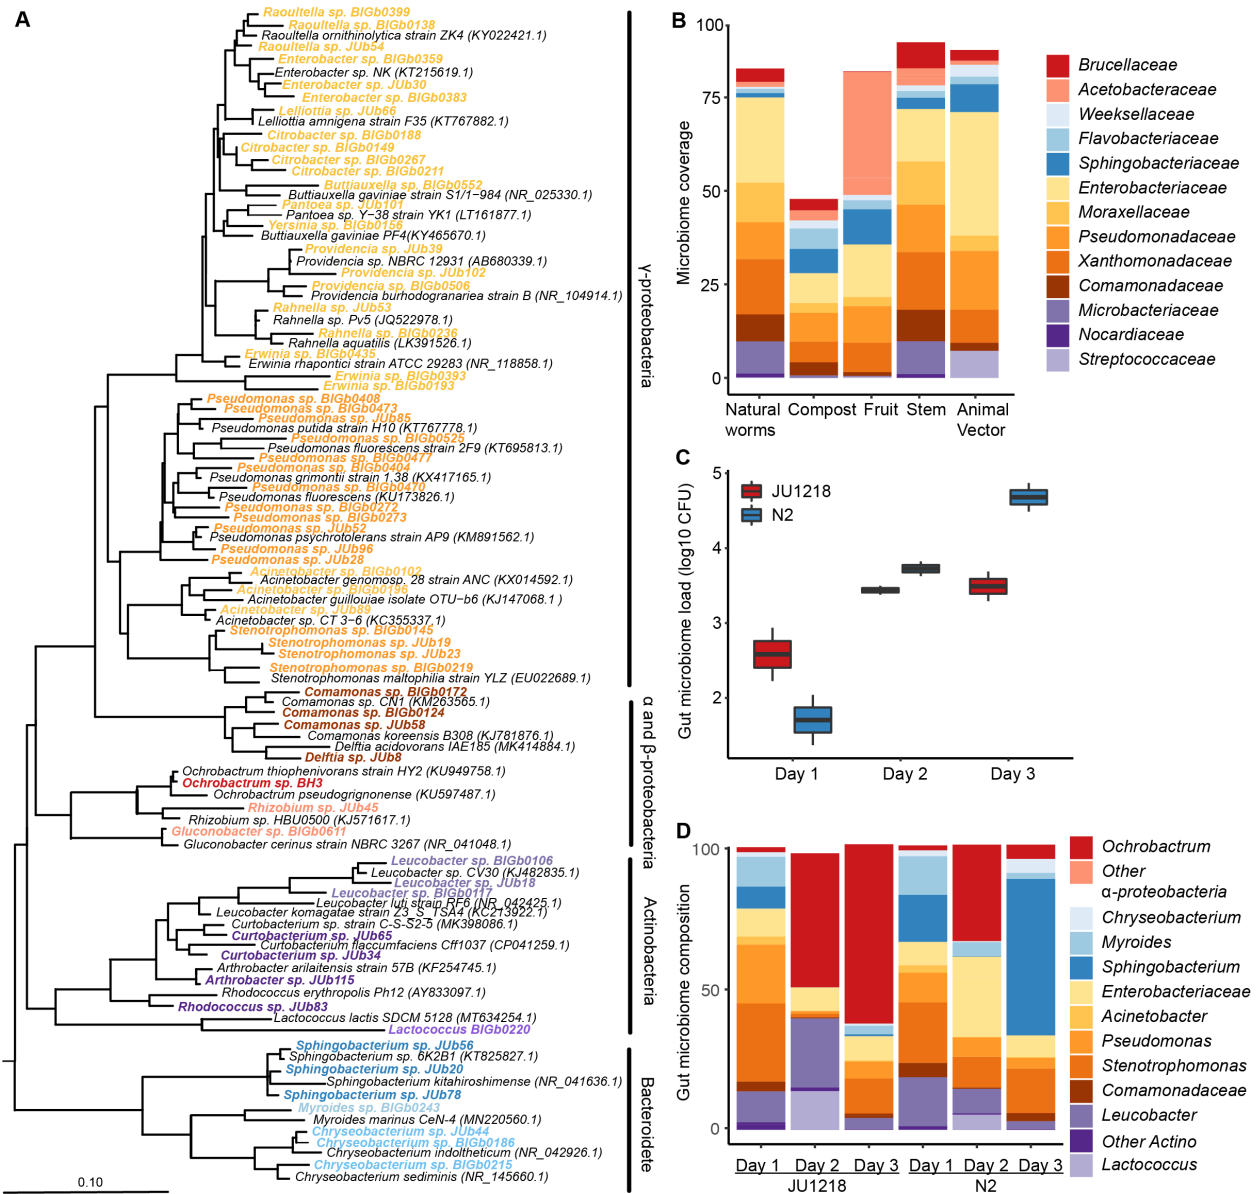 A
Raoultella sp. BIGb0399
Raoultella sp. BIGb0138
Raoultella ornithinolytica strain ZK4 (KY022421.1)
Raoultella sp. JUb54
Enterobacter sp. BIGb0359
Enterobacter sp. NK (KT215619.1)
Enterobacter sp. JUb30
Enterobacter sp. BIGb0383
Lelliottia sp. JUb66
Lelliottia amnigena strain F35 (KT767882.1)
Citrobacter sp. BIGb0188
Citrobacter sp. BIGb0149
Citrobacter sp. BIGb0267
Citrobacter sp. BIGb0211
Buttiauxella sp. BIGb0552
Buttiauxella gaviniae strain S1/1−984 (NR_025330.1)
Pantoea sp. JUb101
Pantoea sp. Y−38 strain YK1 (LT161877.1)
Yersinia sp. BIGb0156
Buttiauxella gaviniae PF4(KY465670.1)
Providencia sp. JUb39
Providencia sp. NBRC 12931 (AB680339.1)
Providencia sp. JUb102
Providencia sp. BIGb0506
Providencia burhodogranariea strain B (NR_104914.1)
Rahnella sp. JUb53
Rahnella sp. Pv5 (JQ522978.1)
Rahnella sp. BIGb0236
Rahnella aquatilis (LK391526.1)
Erwinia sp. BIGb0435
Erwinia rhapontici strain ATCC 29283 (NR_118858.1)
Erwinia sp. BIGb0393
Erwinia sp. BIGb0193
Pseudomonas sp. BIGb0408
Pseudomonas sp. BIGb0473
Pseudomonas sp. JUb85
Pseudomonas putida strain H10 (KT767778.1)
Pseudomonas sp. BIGb0525
Pseudomonas fluorescens strain 2F9 (KT695813.1)
Pseudomonas sp. BIGb0477
Pseudomonas sp. BIGb0404
Pseudomonas grimontii strain 1.38 (KX417165.1)
Pseudomonas sp. BIGb0470
Pseudomonas fluorescens (KU173826.1)
Pseudomonas sp. BIGb0272
Pseudomonas sp. BIGb0273
Pseudomonas sp. JUb52
Pseudomonas psychrotolerans strain AP9 (KM891562.1)
Pseudomonas sp. JUb96
Pseudomonas sp. JUb28
Acinetobacter sp. BIGb0102
Acinetobacter genomosp. 28 strain ANC (KX014592.1)
Acinetobacter sp. BIGb0196
Acinetobacter guillouiae isolate OTU−b6 (KJ147068.1 )
Acinetobacter sp. JUb89
Acinetobacter sp. CT 3−6 (KC355337.1)
Stenotrophomonas sp. BIGb0145
Stenotrophomonas sp. JUb19
Stenotrophomonas sp. JUb23
Stenotrophomonas sp. BIGb0219
Stenotrophomonas maltophilia strain YLZ (EU022689.1)
Comamonas sp. BIGb0172
Comamonas sp. CN1 (KM263565.1)
Comamonas sp. BIGb0124
Comamonas sp. JUb58
Comamonas koreensis B308 (KJ781876.1)
Delftia acidovorans IAE185 (MK414884.1)
Delftia sp. JUb8
Ochrobactrum thiophenivorans strain HY2 (KU949758.1)
Ochrobactrum sp. BH3
Ochrobactrum pseudogrignonense (KU597487.1)
Rhizobium sp. JUb45
Rhizobium sp. HBU0500 (KJ571617.1)
Gluconobacter sp. BIGb0611
Gluconobacter cerinus strain NBRC 3267 (NR_041048.1)
Leucobacter sp. BIGb0106
Leucobacter sp. CV30 (KJ482835.1)
Leucobacter sp. JUb18
Leucobacter sp. BIGb0117
Leucobacter luti strain RF6 (NR_042425.1)
Leucobacter komagatae strain Z3_S_TSA4 (KC213922.1)
Curtobacterium sp. strain C-S-S2-5 (MK398086.1)
Curtobacterium sp. JUb65
Curtobacterium flaccumfaciens Cff1037 (CP041259.1)
Curtobacterium sp. JUb34
Arthrobacter arilaitensis strain 57B (KF254745.1)
Arthrobacter sp. JUb115
Rhodococcus erythropolis Ph12 (AY833097.1)
Rhodococcus sp. JUb83
Lactococcus lactis SDCM 5128 (MT634254.1)
Lactococcus BIGb0220
Sphingobacterium sp. JUb56
Sphingobacterium sp. 6K2B1 (KT825827.1)
Sphingobacterium sp. JUb20
Sphingobacterium kitahiroshimense (NR_041636.1)
Sphingobacterium sp. JUb78
Myroides sp. BIGb0243
Myroides marinus CeN-4 (MN220560.1)
Chryseobacterium sp. JUb44
Chryseobacterium sp. BIGb0186
Chryseobacterium indoltheticum (NR_042926.1)
Chryseobacterium sp. BIGb0215
Chryseobacterium sediminis (NR_145660.1)
0.10
γ-proteobacteria
α and β-proteobacteria
Actinobacteria
Bacteroidete
B
Microbiome coverage
100
75
50
25
0
Natural worms
Compost
Fruit
Stem
Animal Vector
Brucellaceae
Acetobacteraceae
Weeksellaceae
Flavobacteriaceae
Sphingobacteriaceae
Enterobacteriaceae
Moraxellaceae
Pseudomonadaceae
Xanthomonadaceae
Comamonadaceae
Microbacteriaceae
Nocardiaceae
Streptococcaceae
C
Gut microbiome load (log10 CFU)
5
4
3
2
JU1218
N2
Day 1
Day 2
Day 3
D
Gut microbiome composition
100
50
0
Day 1 Day 2 Day 3 Day 1 Day 2 Day 3
JU1218
N2
Ochrobactrum
Other
α-proteobacteria
Chryseobacterium
Myroides
Sphingobacterium
Enterobacteriaceae
Acinetobacter
Pseudomonas
Stenotrophomonas
Comamonadaceae
Leucobacter
Other Actino
Lactococcus